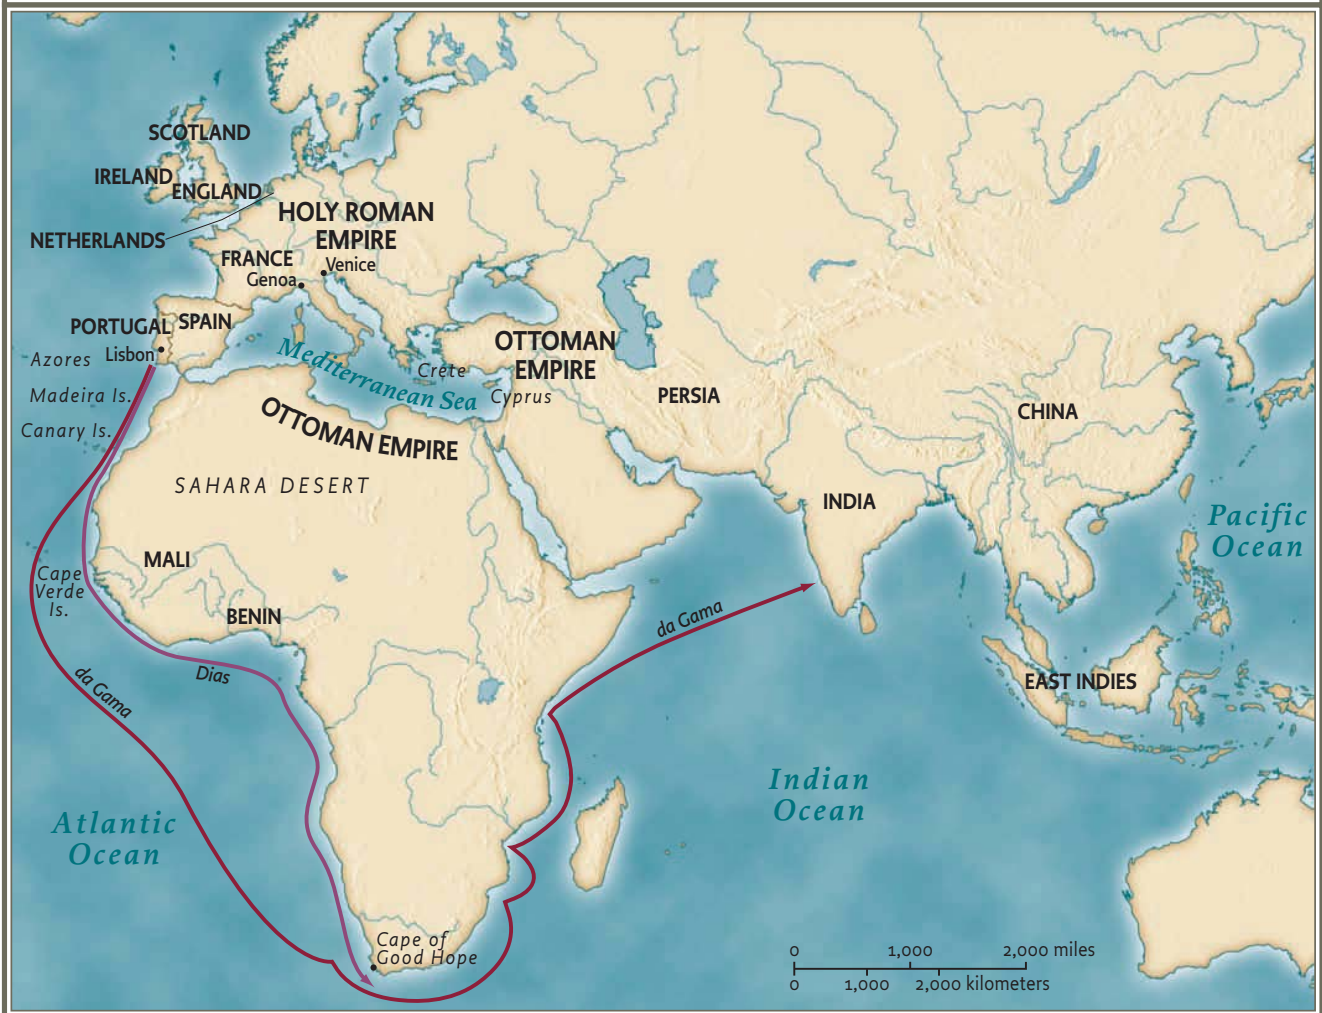 SCOTLAND
IRELAND
ENGLAND
NETHERLANDS
HOLY ROMAN
EMPIRE
FRANCE
Venice
Genoa
PORTUGAL
SPAIN
Lisbon
Azores
Madeira Is.
Canary Is.
Mediterranean Sea
Crete
Cyprus
OTTOMAN
EMPIRE
PERSIA
CHINA
OTTOMAN EMPIRE
SAHARA DESERT
INDIA
Pacific
Ocean
MALI
Cape
Verde
Is.
BENIN
da Gama
Dias
da Gama
EAST INDIES
Indian
Ocean
Atlantic
Ocean
Cape of
Good Hope
0 1,000 2,000 miles
0 1,000 2,000 kilometers